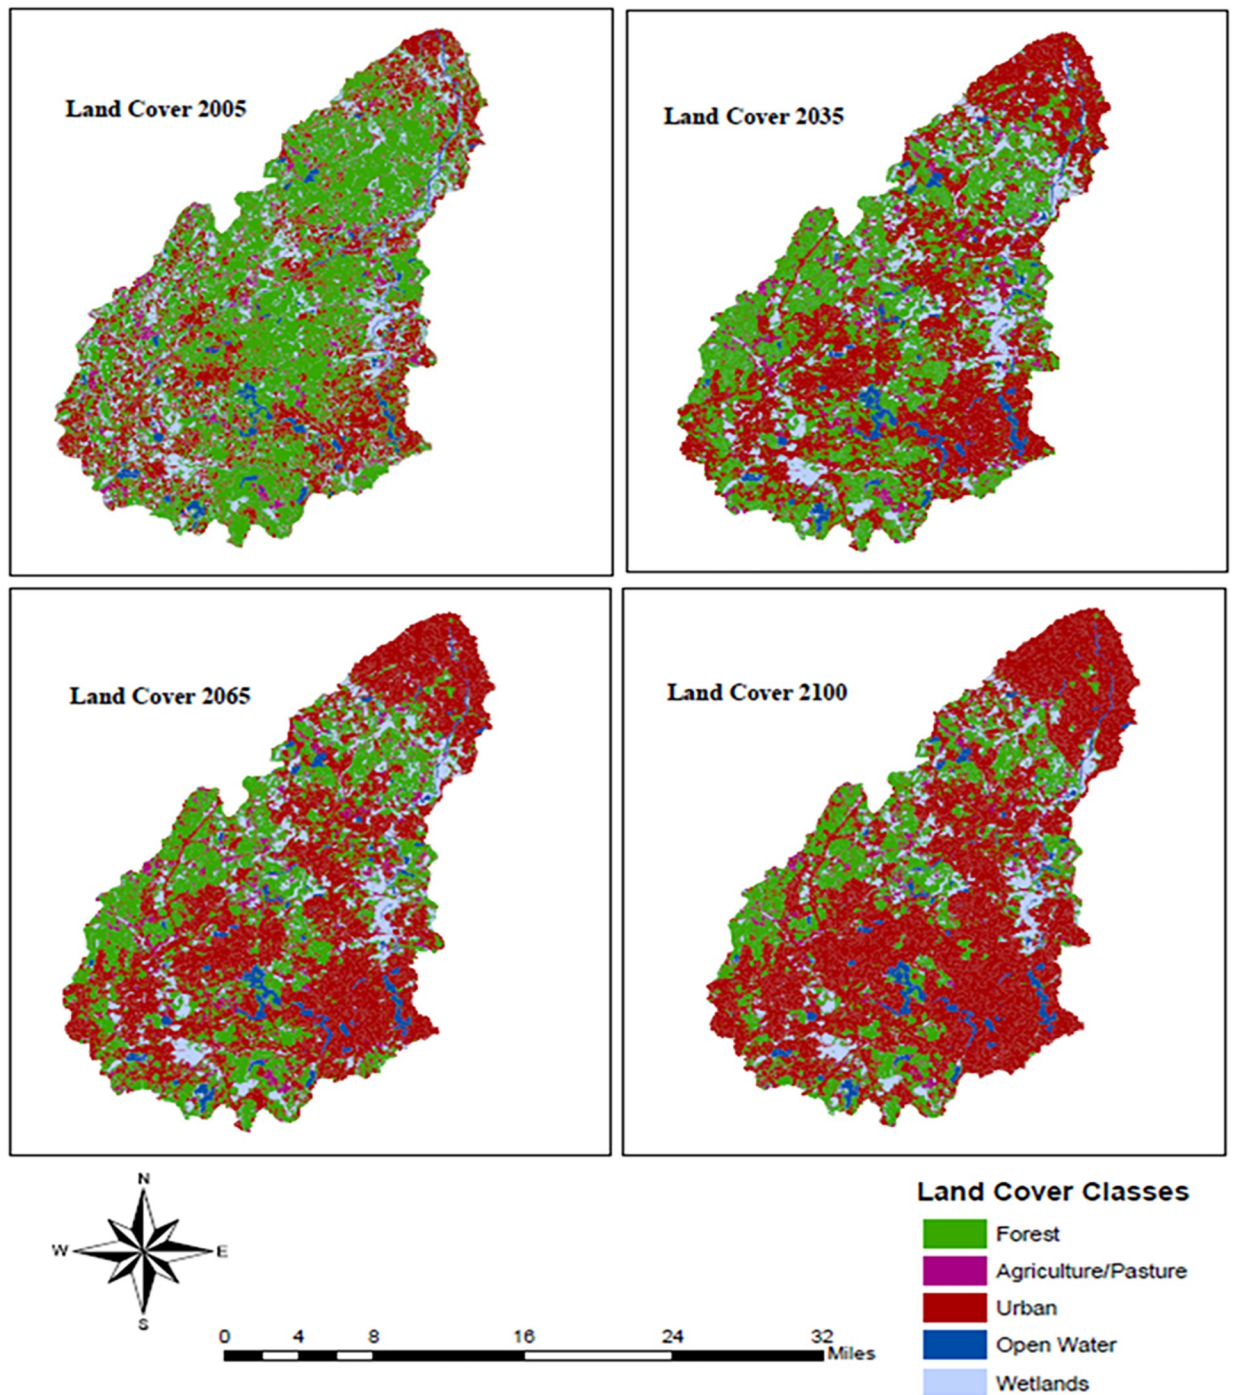 Land Cover 2005
Land Cover 2035
Land Cover 2065
Land Cover 2100
N
W E
S
0 4 8 16 24 32
Miles
Land Cover Classes
Forest
Agriculture/Pasture
Urban
Open Water
Wetlands